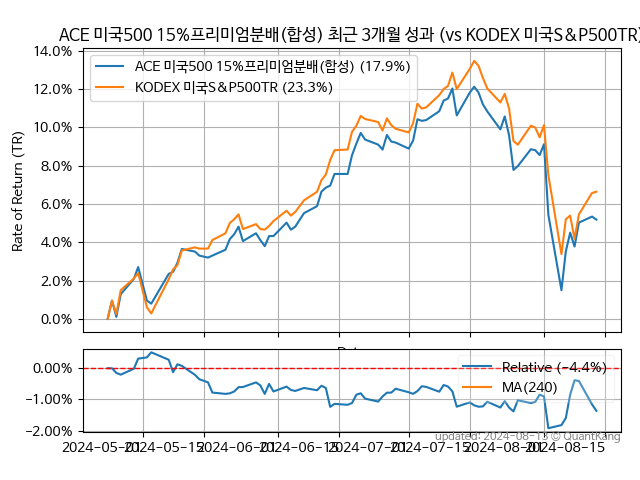 ACE 미국500 15%프리미엄분배(합성) 최근 3개월 성과 (vs KODEX 미국S&P500TR)
14.0%
12.0%
10.0%
8.0%
6.0%
4.0%
2.0%
0.0%
Rate of Return (TR)
ACE 미국500 15%프리미엄분배(합성) (17.9%)
KODEX 미국S&P500TR (23.3%)
0.00%
-1.00%
-2.00%
Relative (-4.4%)
MA(240)
updated: 2024-08-13 © QuantKang
2024-05-01 2024-05-15 2024-06-01 2024-06-15 2024-07-01 2024-07-15 2024-08-01 2024-08-15